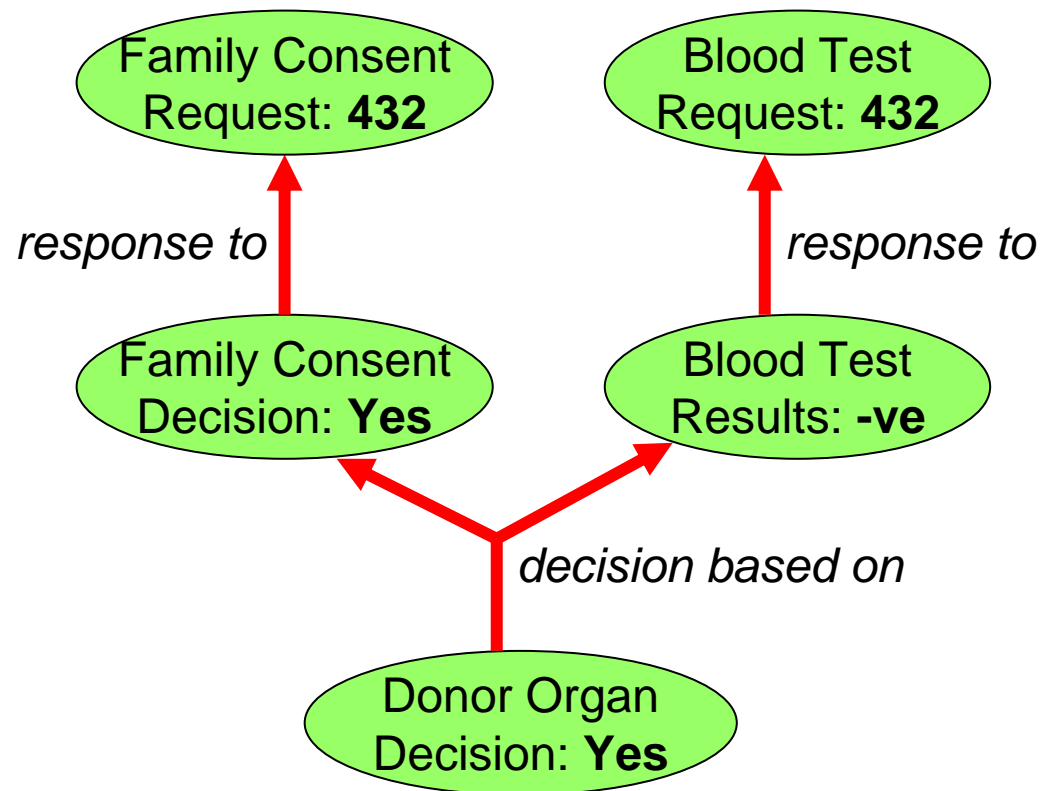 Family Consent
Request: 432
Blood Test
Request: 432
response to
response to
Family Consent
Decision: Yes
Blood Test
Results: -ve
decision based on
Donor Organ
Decision: Yes